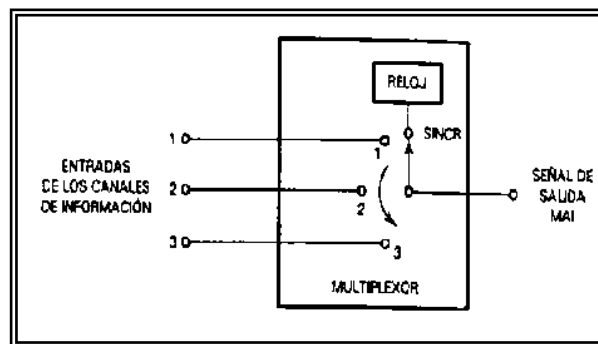 RELOJ
SINCR
1
1
ENTRADAS
DE LOS CANALES
DE INFORMACIÓN
2
2
SEÑAL DE
SALIDA
MAI
3
3
MULTIPLEXOR